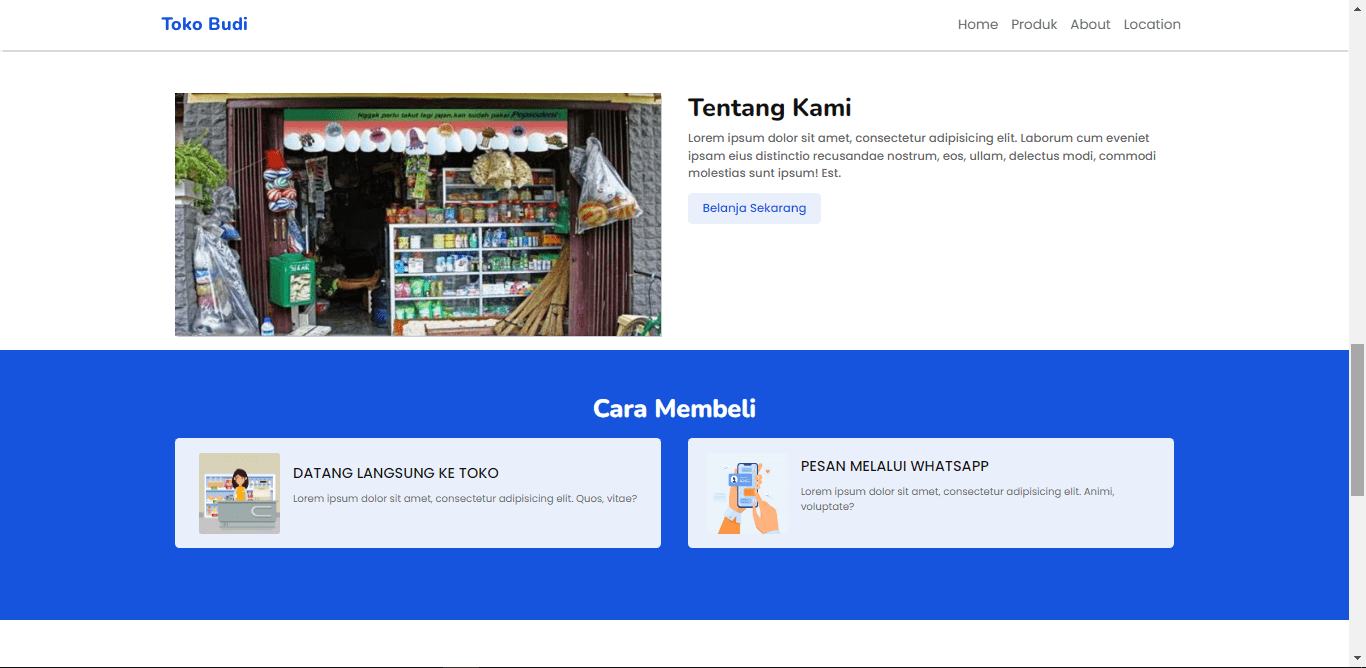 Toko Budi
Home Produk About Location
Nggak perlu takut lagi jajan, kan sudah pakai Pepsodent!
Tentang Kami
Lorem ipsum dolor sit amet, consectetur adipisicing elit. Laborum cum eveniet
ipsam eius distinctio recusandae nostrum, eos, ullam, delectus modi, commodi
molestias sunt ipsum! Est.
Belanja Sekarang
Cara Membeli
DATANG LANGSUNG KE TOKO
Lorem ipsum dolor sit amet, consectetur adipisicing elit. Quos, vitae?
PESAN MELALUI WHATSAPP
Lorem ipsum dolor sit amet, consectetur adipisicing elit. Animi,
voluptate?